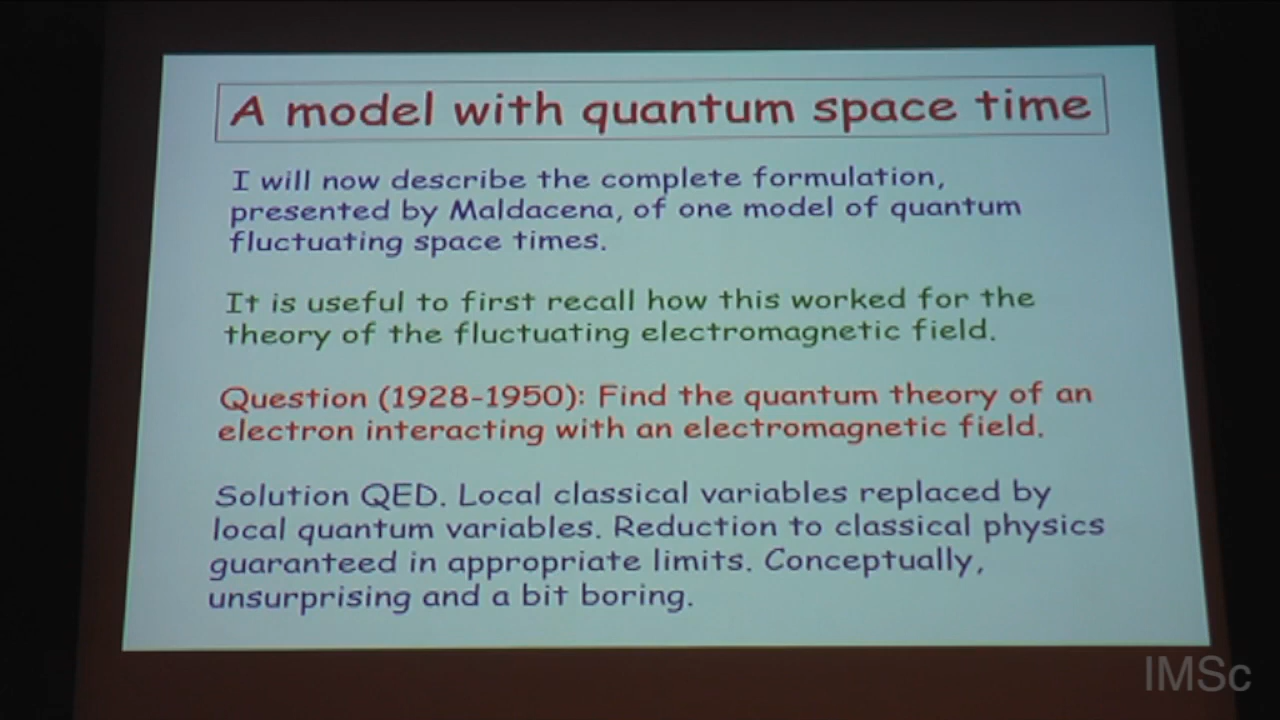 A model with quantum space time
I will now describe the complete formulation,
presented by Maldacena, of one model of quantum
fluctuating space times.
It is useful to first recall how this worked for the
theory of the fluctuating electromagnetic field.
Question (1928-1950): Find the quantum theory of an
electron interacting with an electromagnetic field.
Solution QED. Local classical variables replaced by
local quantum variables. Reduction to classical physics
guaranteed in appropriate limits. Conceptually,
unsurprising and a bit boring.
IMSc